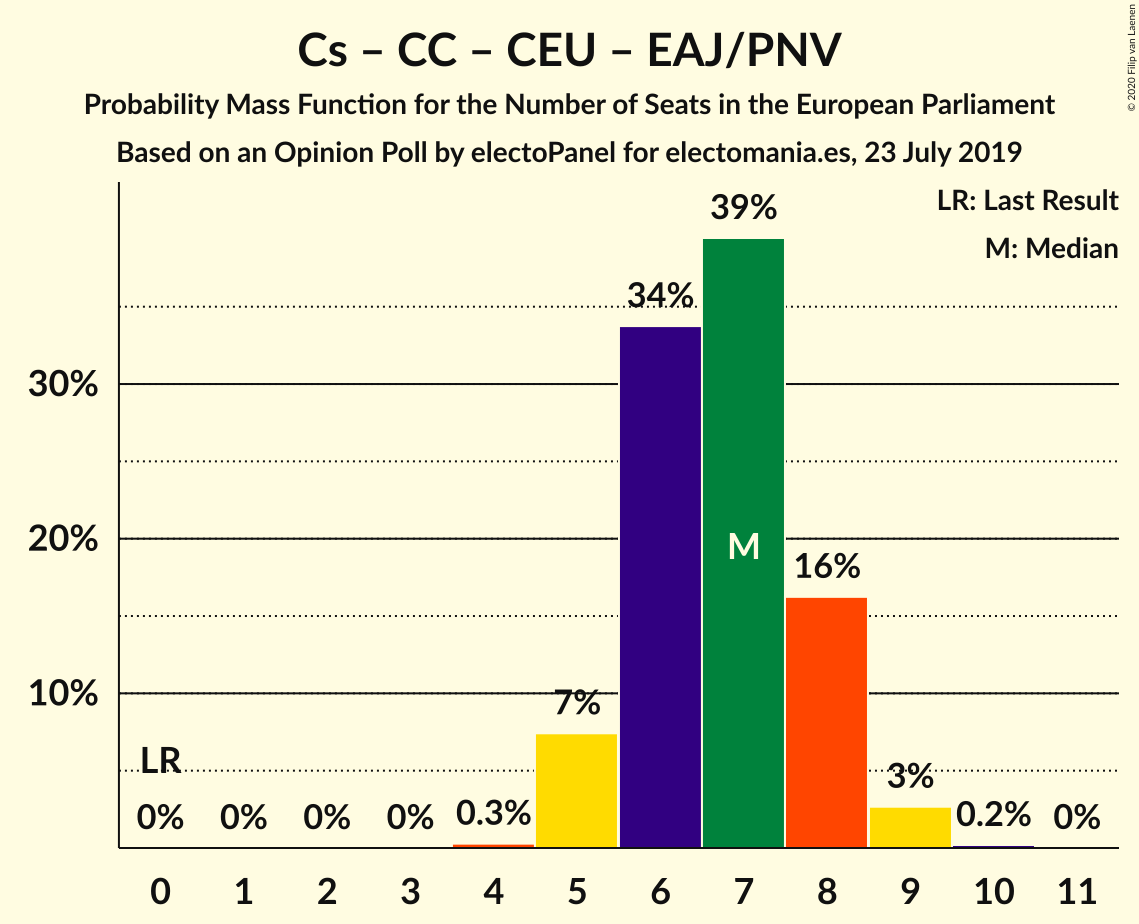 Cs – CC – CEU – EAJ/PNV
Probability Mass Function for the Number of Seats in the European Parliament
Based on an Opinion Poll by electoPanel for electomania.es, 23 July 2019
© 2020 Filip van Laenen
LR: Last Result
M: Median
39%
34%
30%
20%
M
16%
10%
7%
LR
3%
0% 0% 0% 0% 0.3% 0.2% 0%
0 1 2 3 4 5 6 7 8 9 10 11